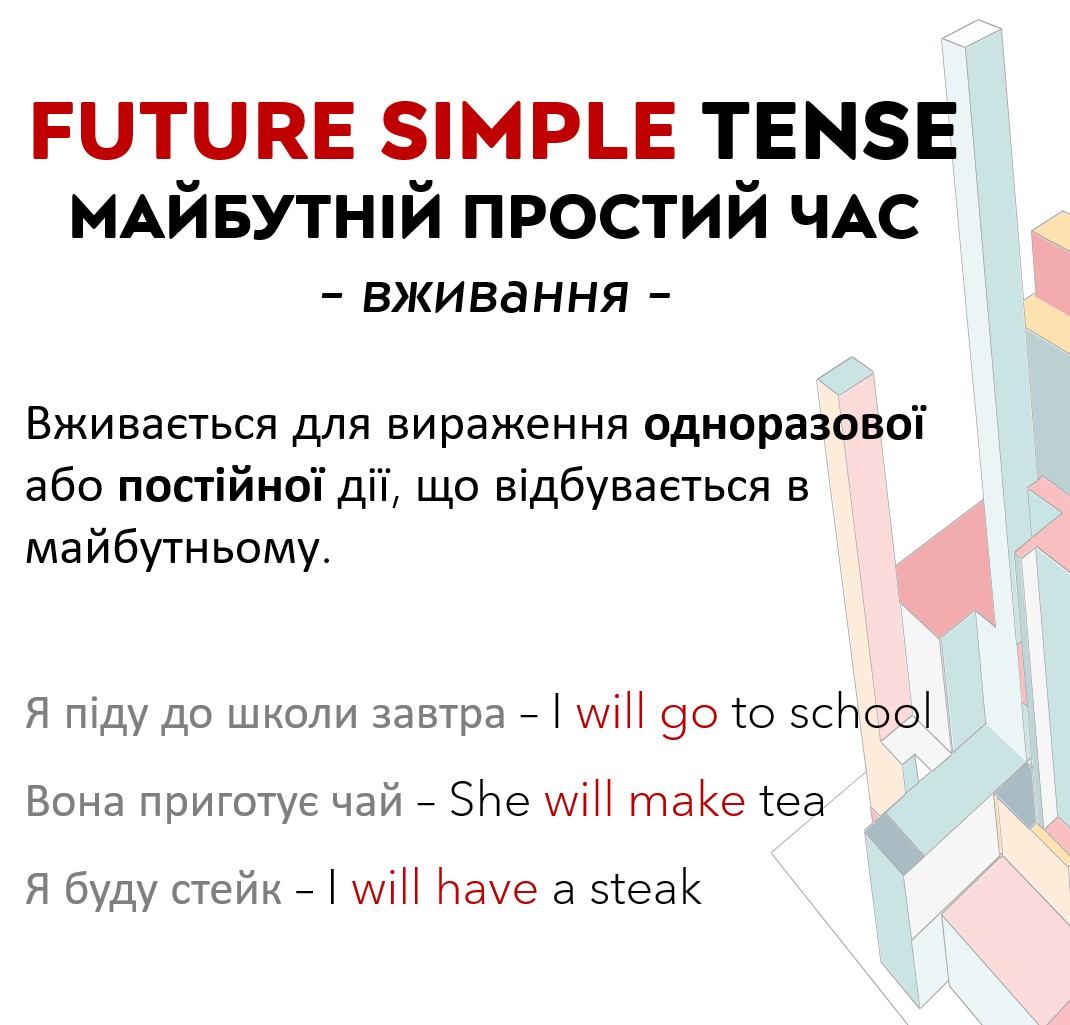 FUTURE SIMPLE TENSE
МАЙБУТНІЙ ПРОСТИЙ ЧАС
– вживання –
Вживається для вираження одноразової
або постійної дії, що відбувається в
майбутньому.
Я піду до школи завтра – I will go to school
Вона приготує чай – She will make tea
Я буду стейк – I will have a steak